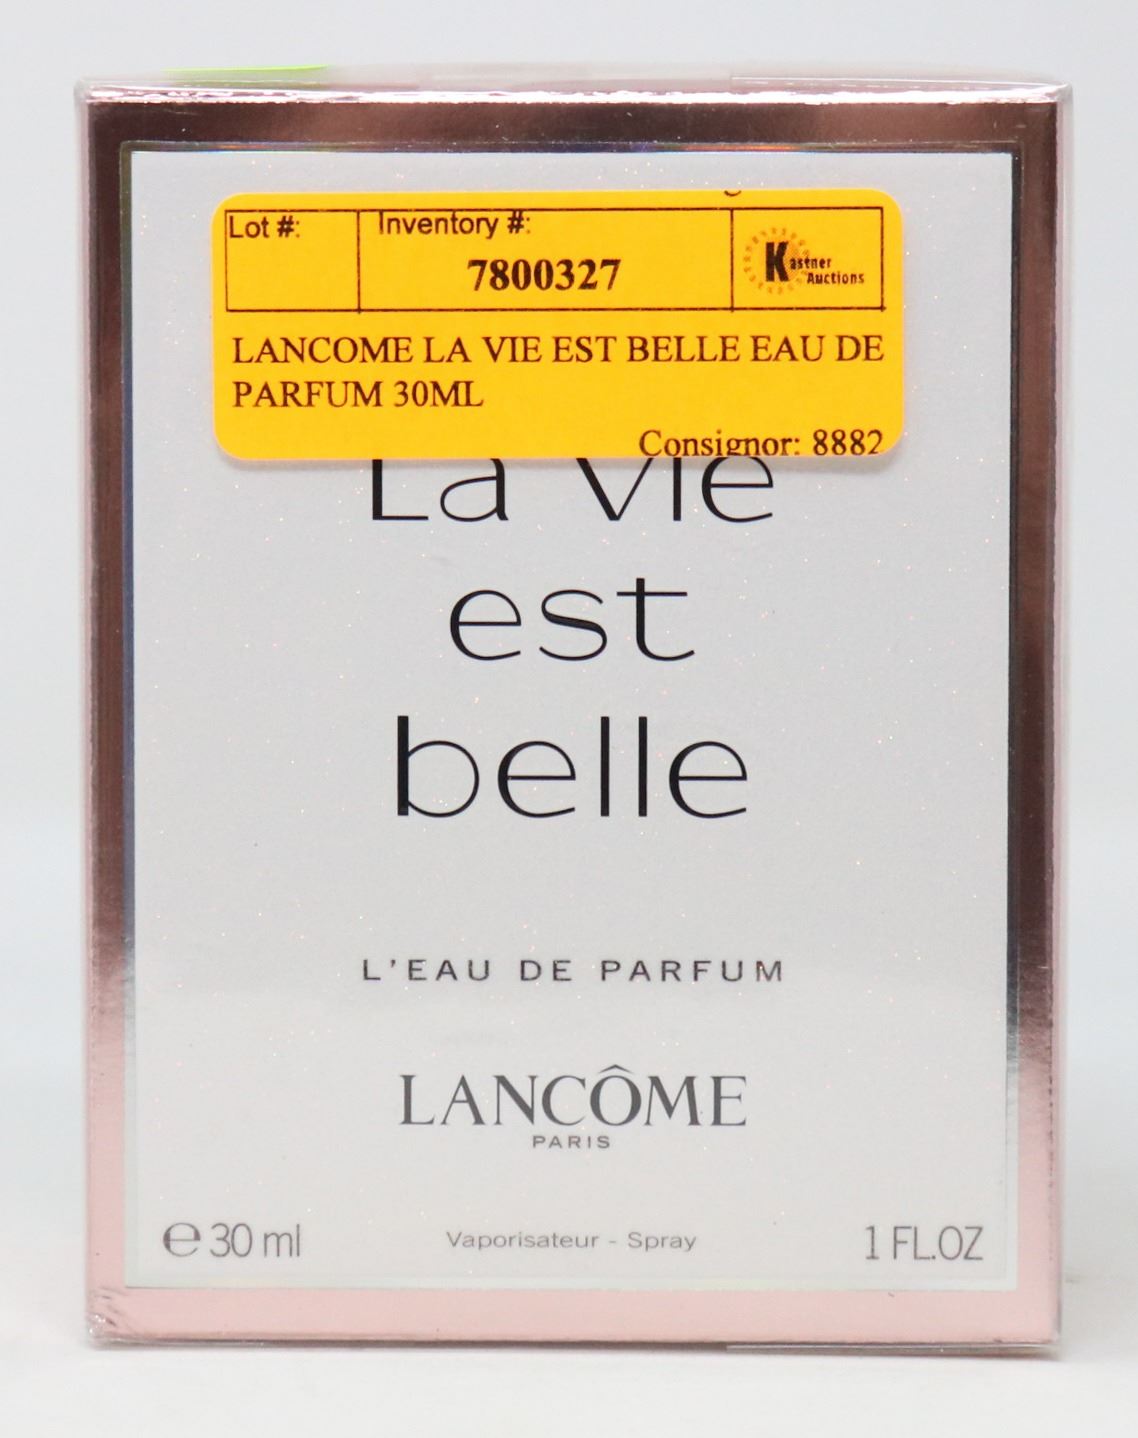 Lot #:
Inventory #:
7800327
Kastner
Auctions
LANCOME LA VIE EST BELLE EAU DE
PARFUM 30ML
Consignor: 8882
La vie
est
belle
L'EAU DE PARFUM
LANCÔME
PARIS
℮ 30 ml
Vaporisateur - Spray
1 FL.OZ